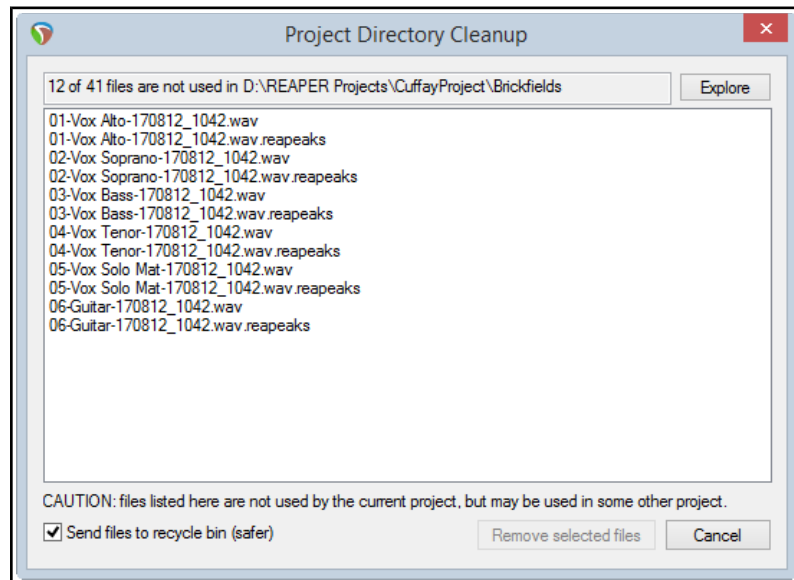 Project Directory Cleanup
12 of 41 files are not used in D:\REAPER Projects\CuffayProject\Brickfields
Explore
01-Vox Alto-170812_1042.wav
01-Vox Alto-170812_1042.wav.reapeaks
02-Vox Soprano-170812_1042.wav
02-Vox Soprano-170812_1042.wav.reapeaks
03-Vox Bass-170812_1042.wav
03-Vox Bass-170812_1042.wav.reapeaks
04-Vox Tenor-170812_1042.wav
04-Vox Tenor-170812_1042.wav.reapeaks
05-Vox Solo Mat-170812_1042.wav
05-Vox Solo Mat-170812_1042.wav.reapeaks
06-Guitar-170812_1042.wav
06-Guitar-170812_1042.wav.reapeaks
CAUTION: files listed here are not used by the current project, but may be used in some other project.
Send files to recycle bin (safer)
Remove selected files
Cancel